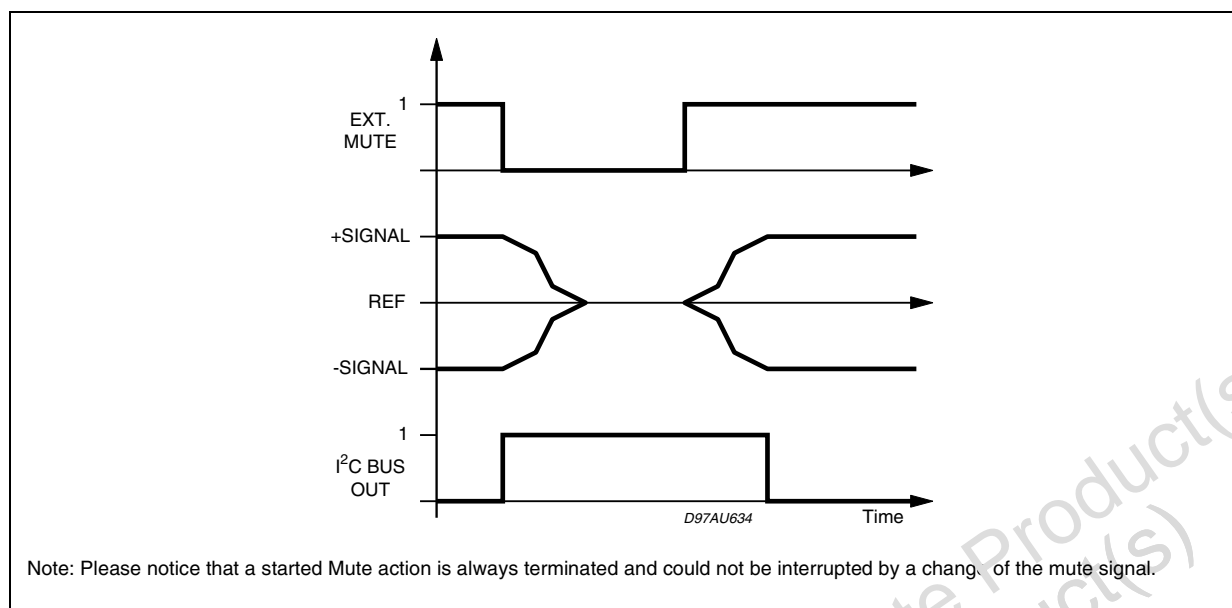 1
EXT.
MUTE
+SIGNAL
REF
-SIGNAL
1
I²C BUS
OUT
D97AU634
Time
Note: Please notice that a started Mute action is always terminated and could not be interrupted by a change of the mute signal.
Product(s)